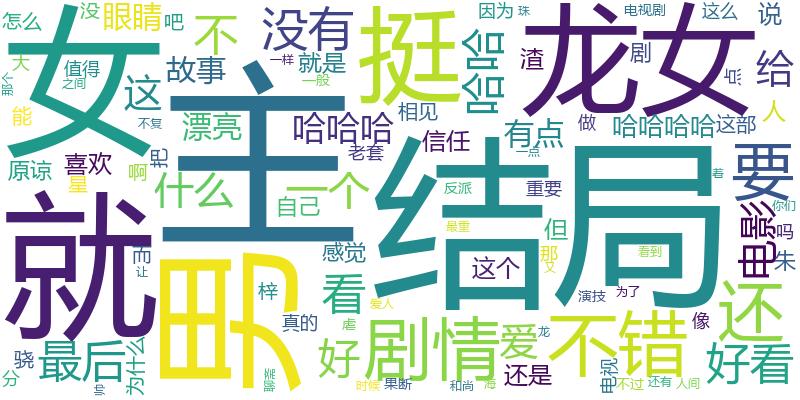 怎么
没
眼睛
吧
不
没有
挺
哈哈
因为
珠
龙女
电视剧
这么
说
女
大
那个
值得
之间
能
这
故事
一样
就是
一般
渣
剧
点
给
人
不复
漂亮
哈哈哈
相见
信任
有点
做
哈哈哈哈
这部
原谅
喜欢
星
啊
把
主
老套
一点
结局
要
就
什么
一个
自己
反派
重要
但
着
电影
你们
吗
朱
而
让
男
感觉
最重
看
这个
那
又
看到
还
梓
真的
虐
爱人
演技
为了
像
骁
最后
为什么
分
帅
好
剧情
爱
龙
不错
还是
好看
时候
果断
和尚
海
电视
不过
还有
人间